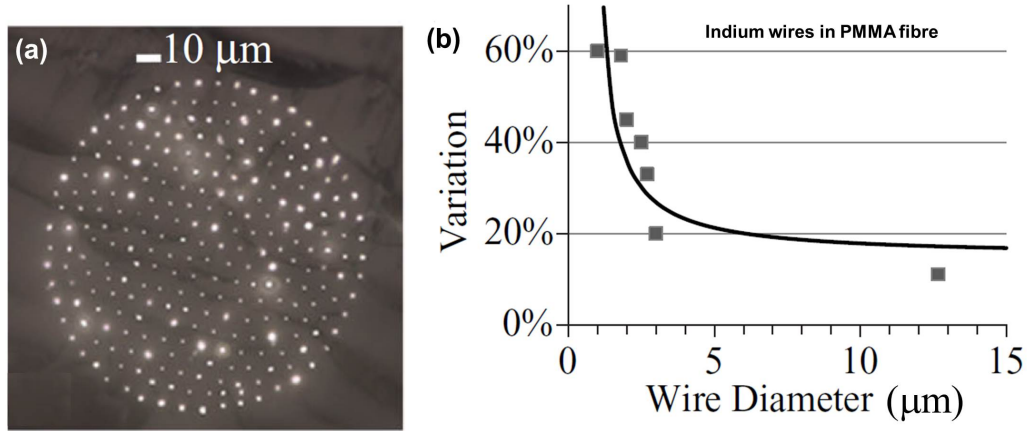 (a)
10 μm
(b)
Indium wires in PMMA fibre
60%
40%
20%
0%
Variation
0 5 10 15
Wire Diameter (μm)